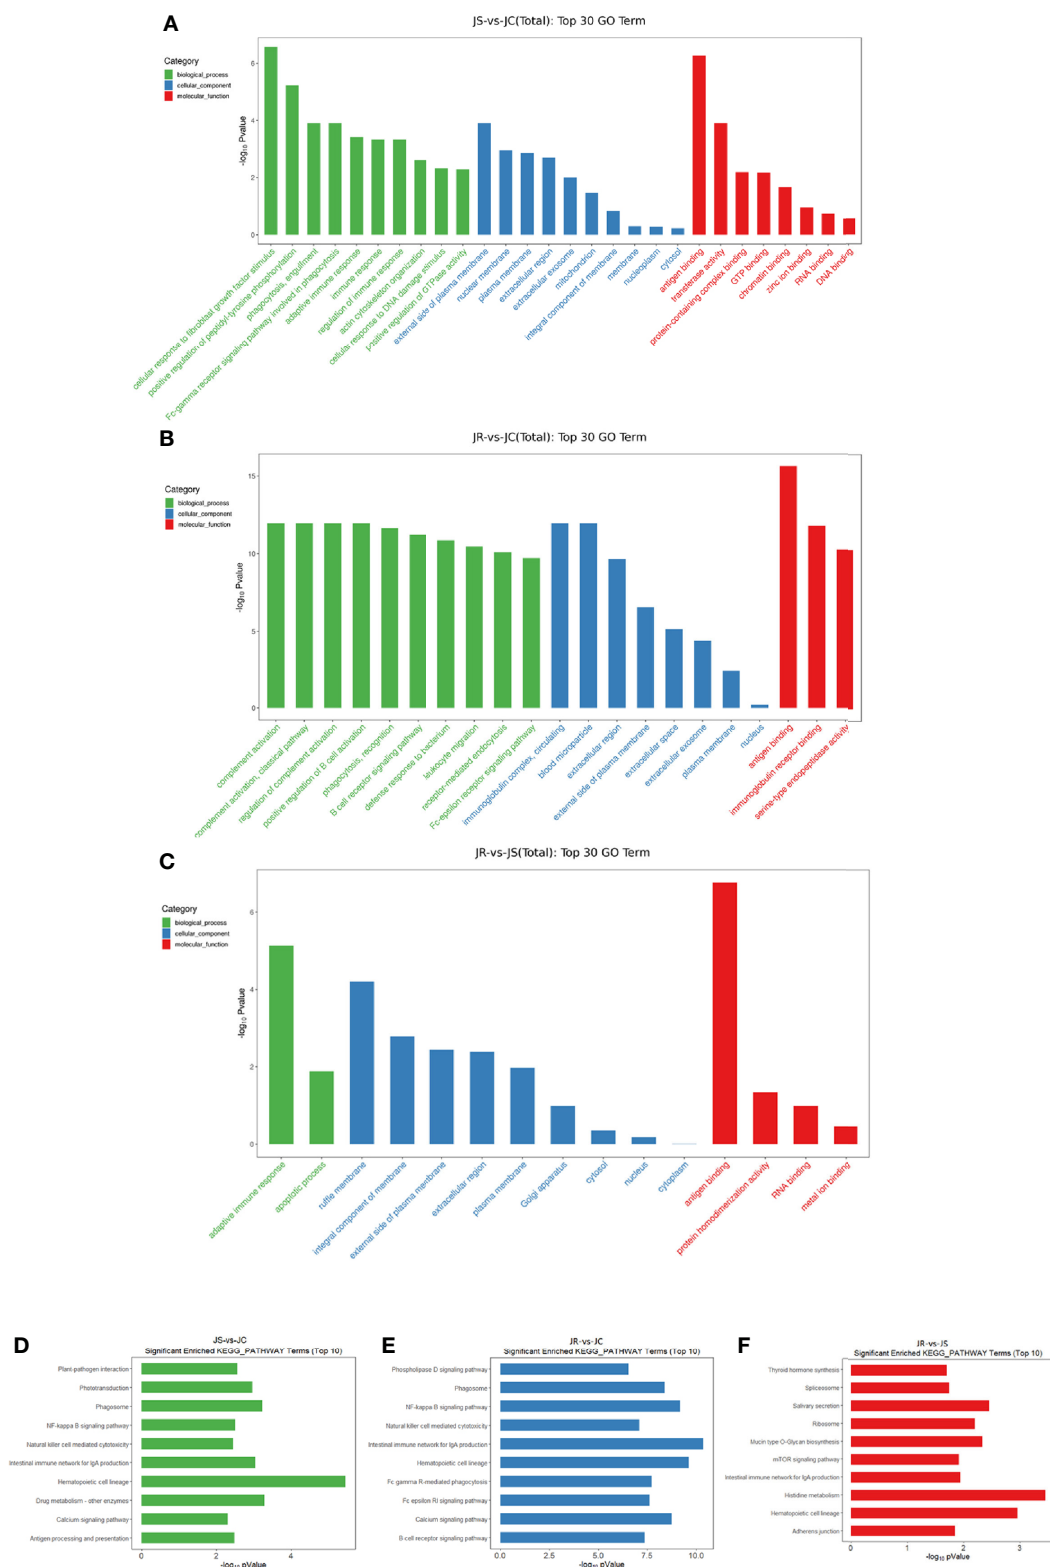 A
JS-vs-JC(Total): Top 30 GO Term
Category
biological_process
cellular_component
molecular_function
-log10 Pvalue
6
4
2
0
cellular response to fibroblast growth factor stimulus
positive regulation of peptidyl-tyrosine phosphorylation
phagocytosis, engulfment
Fc-gamma receptor signaling pathway involved in phagocytosis
adaptive immune response
immune response
regulation of immune response
actin cytoskeleton organization
cellular response to DNA damage stimulus
positive regulation of GTPase activity
external side of plasma membrane
nuclear membrane
plasma membrane
extracellular region
extracellular exosome
mitochondrion
integral component of membrane
membrane
nucleoplasm
cytosol
antigen binding
transferase activity
protein-containing complex binding
GTP binding
chromatin binding
zinc ion binding
RNA binding
DNA binding
B
JR-vs-JC(Total): Top 30 GO Term
Category
biological_process
cellular_component
molecular_function
-log10 Pvalue
15
10
5
0
complement activation
complement activation, classical pathway
regulation of complement activation
positive regulation of B cell activation
phagocytosis, recognition
B cell receptor signaling pathway
defense response to bacterium
leukocyte migration
receptor-mediated endocytosis
Fc-epsilon receptor signaling pathway
immunoglobulin complex, circulating
blood microparticle
extracellular region
external side of plasma membrane
extracellular space
extracellular exosome
plasma membrane
nucleus
antigen binding
immunoglobulin receptor binding
serine-type endopeptidase activity
C
JR-vs-JS(Total): Top 30 GO Term
Category
biological_process
cellular_component
molecular_function
-log10 Pvalue
6
4
2
0
adaptive immune response
apoptotic process
ruffle membrane
integral component of membrane
external side of plasma membrane
extracellular region
plasma membrane
Golgi apparatus
cytosol
nucleus
cytoplasm
antigen binding
protein homodimerization activity
RNA binding
metal ion binding
D
JS-vs-JC
Significant Enriched KEGG_PATHWAY Terms (Top 10)
Plant-pathogen interaction
Phototransduction
Phagosome
NF-kappa B signaling pathway
Natural killer cell mediated cytotoxicity
Intestinal immune network for IgA production
Hematopoietic cell lineage
Drug metabolism - other enzymes
Calcium signaling pathway
Antigen processing and presentation
0 2 4
-log10 pValue
E
JR-vs-JC
Significant Enriched KEGG_PATHWAY Terms (Top 10)
Phospholipase D signaling pathway
Phagosome
NF-kappa B signaling pathway
Natural killer cell mediated cytotoxicity
Intestinal immune network for IgA production
Hematopoietic cell lineage
Fc gamma R-mediated phagocytosis
Fc epsilon RI signaling pathway
Calcium signaling pathway
B cell receptor signaling pathway
0.0 2.5 5.0 7.5 10.0
-log10 pValue
F
JR-vs-JS
Significant Enriched KEGG_PATHWAY Terms (Top 10)
Thyroid hormone synthesis
Spliceosome
Salivary secretion
Ribosome
Mucin type O-Glycan biosynthesis
mTOR signaling pathway
Intestinal immune network for IgA production
Histidine metabolism
Hematopoietic cell lineage
Adherens junction
0 1 2 3
-log10 pValue